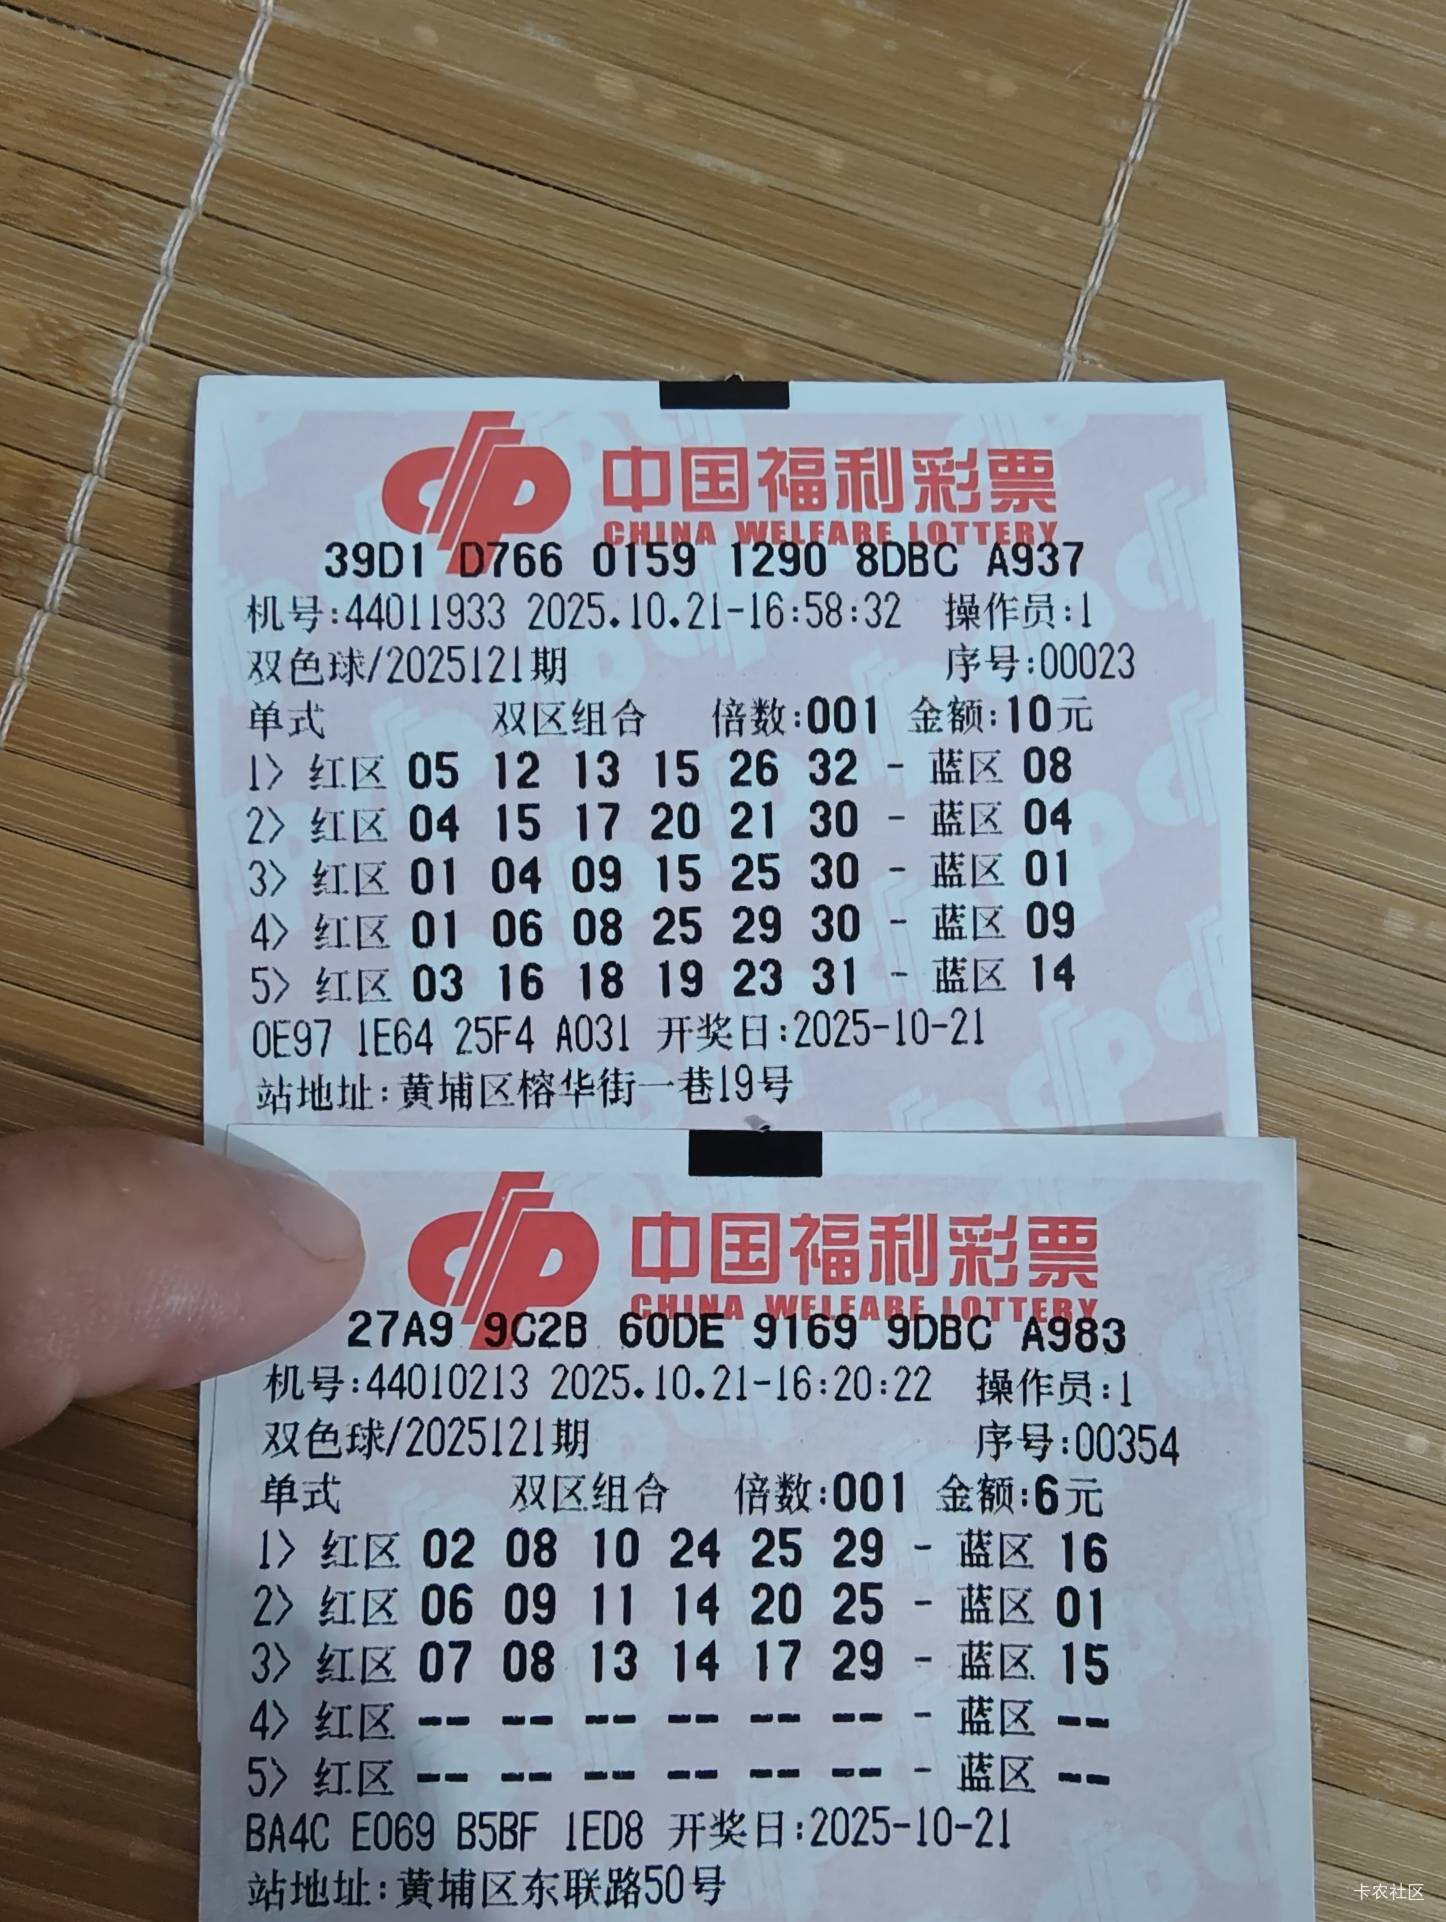 中国福利彩票
CHINA WELFARE LOTTERY
39D1 D766 0159 1290 8DBC A937
机号:44011933 2025.10.21-16:58:32 操作员:1
双色球/2025121期 序号:00023
单式 双区组合 倍数:001 金额:10元
1> 红区 05 12 13 15 26 32 - 蓝区 08
2> 红区 04 15 17 20 21 30 - 蓝区 04
3> 红区 01 04 09 15 25 30 - 蓝区 01
4> 红区 01 06 08 25 29 30 - 蓝区 09
5> 红区 03 16 18 19 23 31 - 蓝区 14
0E97 1E64 25F4 A031 开奖日:2025-10-21
站地址:黄埔区榕华街一巷19号
中国福利彩票
CHINA WELFARE LOTTERY
27A9 9C2B 60DE 9169 9DBC A983
机号:44010213 2025.10.21-16:20:22 操作员:1
双色球/2025121期 序号:00354
单式 双区组合 倍数:001 金额:6元
1> 红区 02 08 10 24 25 29 - 蓝区 16
2> 红区 06 09 11 14 20 25 - 蓝区 01
3> 红区 07 08 13 14 17 29 - 蓝区 15
4> 红区 -- -- -- -- -- -- - 蓝区 --
5> 红区 -- -- -- -- -- -- - 蓝区 --
BA4C E069 B5BF 1ED8 开奖日:2025-10-21
站地址:黄埔区东联路50号
卡农社区